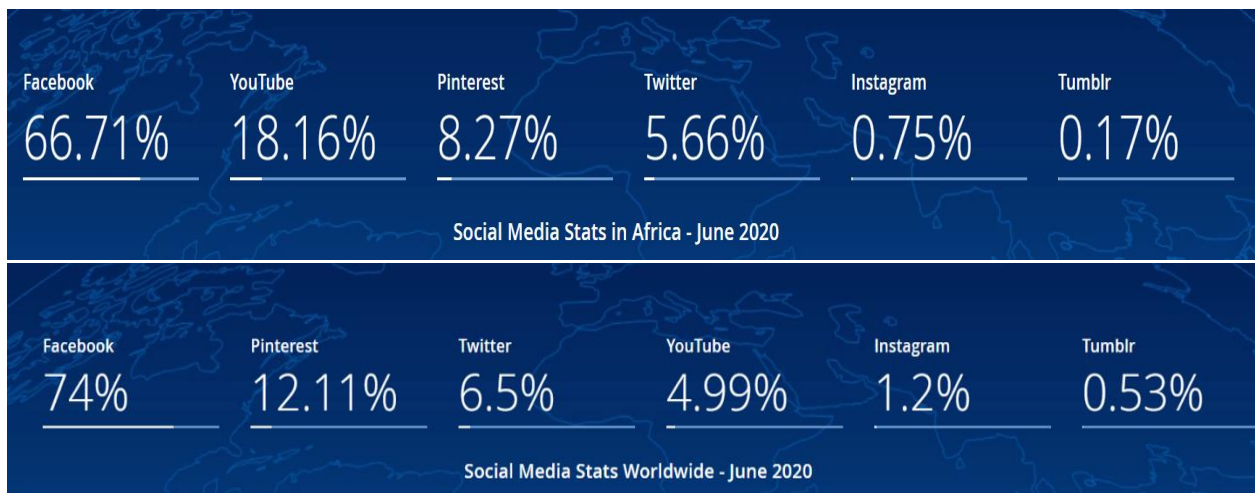 Facebook YouTube Pinterest Twitter Instagram Tumblr
66.71% 18.16% 8.27% 5.66% 0.75% 0.17%
Social Media Stats in Africa - June 2020
Facebook Pinterest Twitter YouTube Instagram Tumblr
74% 12.11% 6.5% 4.99% 1.2% 0.53%
Social Media Stats Worldwide - June 2020